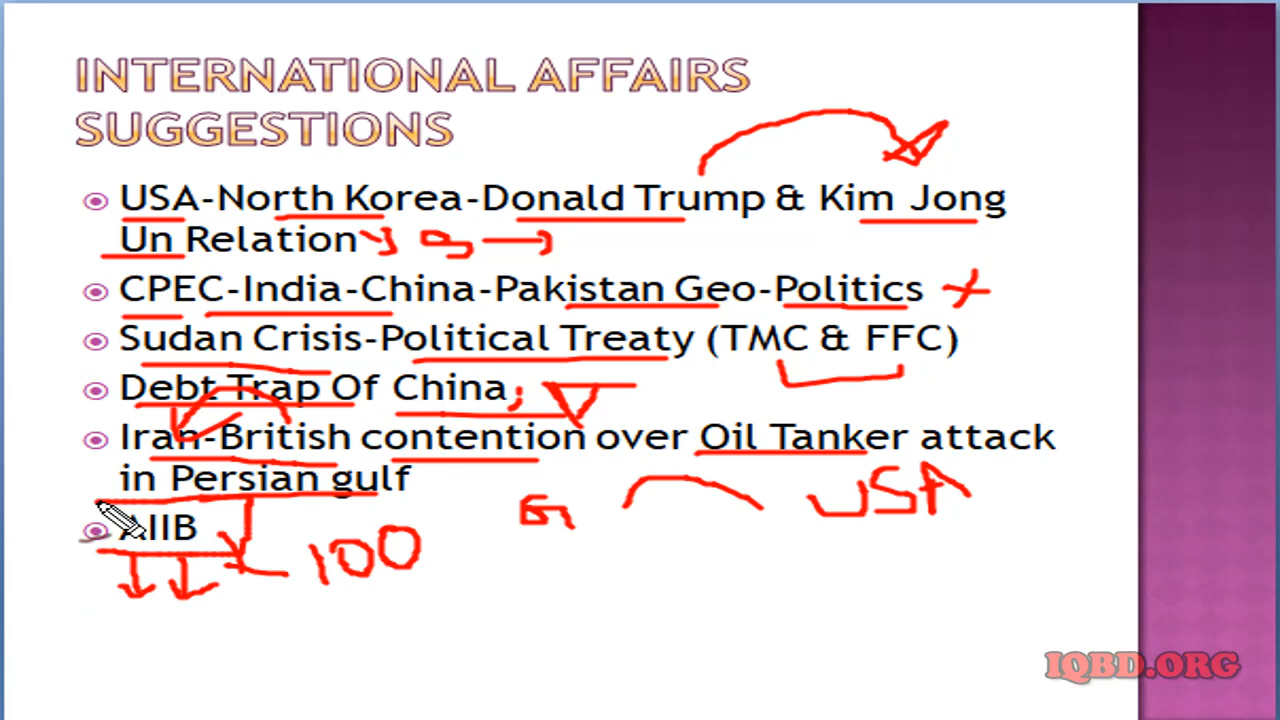 INTERNATIONAL AFFAIRS
SUGGESTIONS
USA-North Korea-Donald Trump & Kim Jong
Un Relation
CPEC-India-China-Pakistan Geo-Politics
Sudan Crisis-Political Treaty (TMC & FFC)
Debt Trap Of China
Iran-British contention over Oil Tanker attack
in Persian gulf
USA
AIIB
100
IQBD.ORG